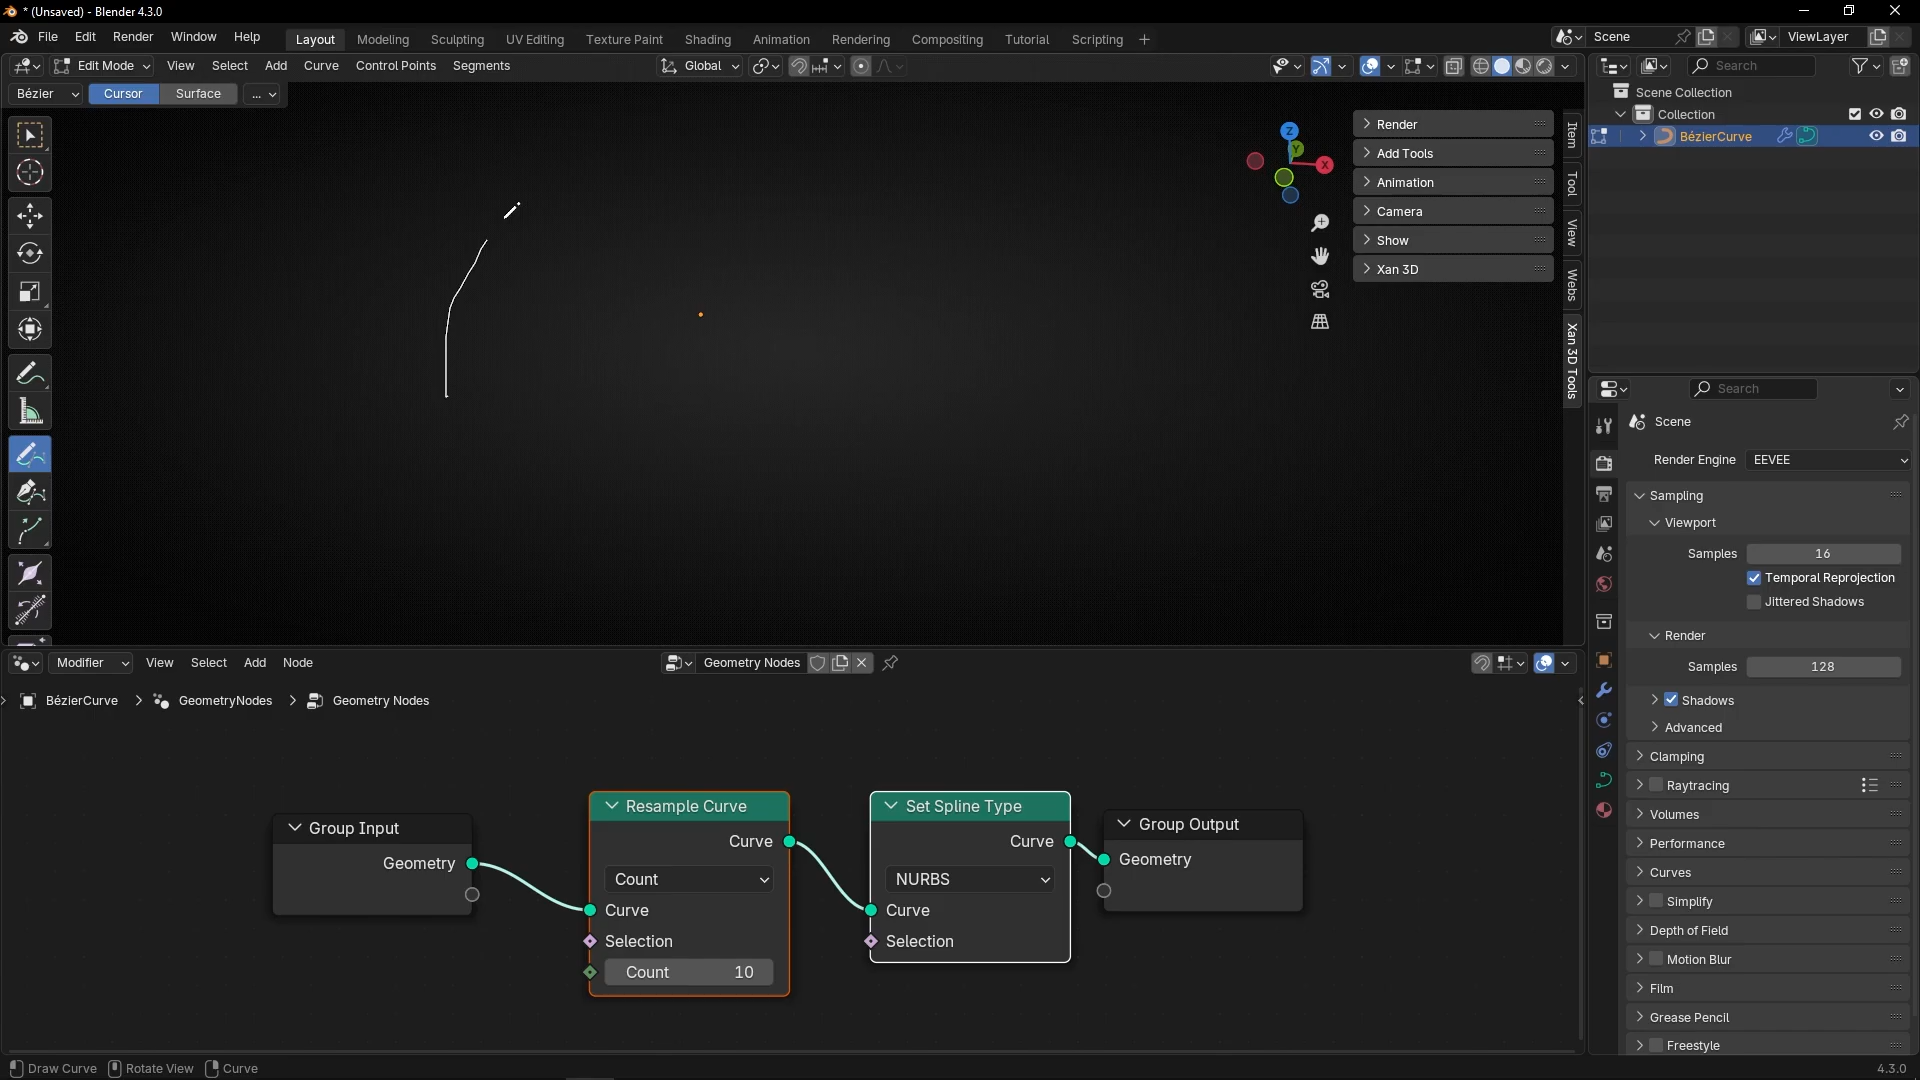 * (Unsaved) - Blender 4.3.0
File Edit Render Window Help Layout Modeling Sculpting UV Editing Texture Paint Shading Animation Rendering Compositing Tutorial Scripting + Scene ViewLayer
Edit Mode View Select Add Curve Control Points Segments Global Search
Bézier Cursor Surface ...
Scene Collection
Collection
BézierCurve
Z
Y
X
Render
Add Tools
Animation
Camera
Show
Xan 3D
Item
Tool
View
Webs
Xan 3D Tools
Search
Scene
Render Engine EEVEE
Sampling
Viewport
Samples 16
Temporal Reprojection
Jittered Shadows
Render
Samples 128
Shadows
Advanced
Clamping
Raytracing
Volumes
Performance
Curves
Simplify
Depth of Field
Motion Blur
Film
Grease Pencil
Freestyle
Modifier View Select Add Node Geometry Nodes
BézierCurve > GeometryNodes > Geometry Nodes
Group Input
Geometry
Resample Curve
Curve
Count
Curve
Selection
Count 10
Set Spline Type
Curve
NURBS
Curve
Selection
Group Output
Geometry
Draw Curve Rotate View Curve 4.3.0